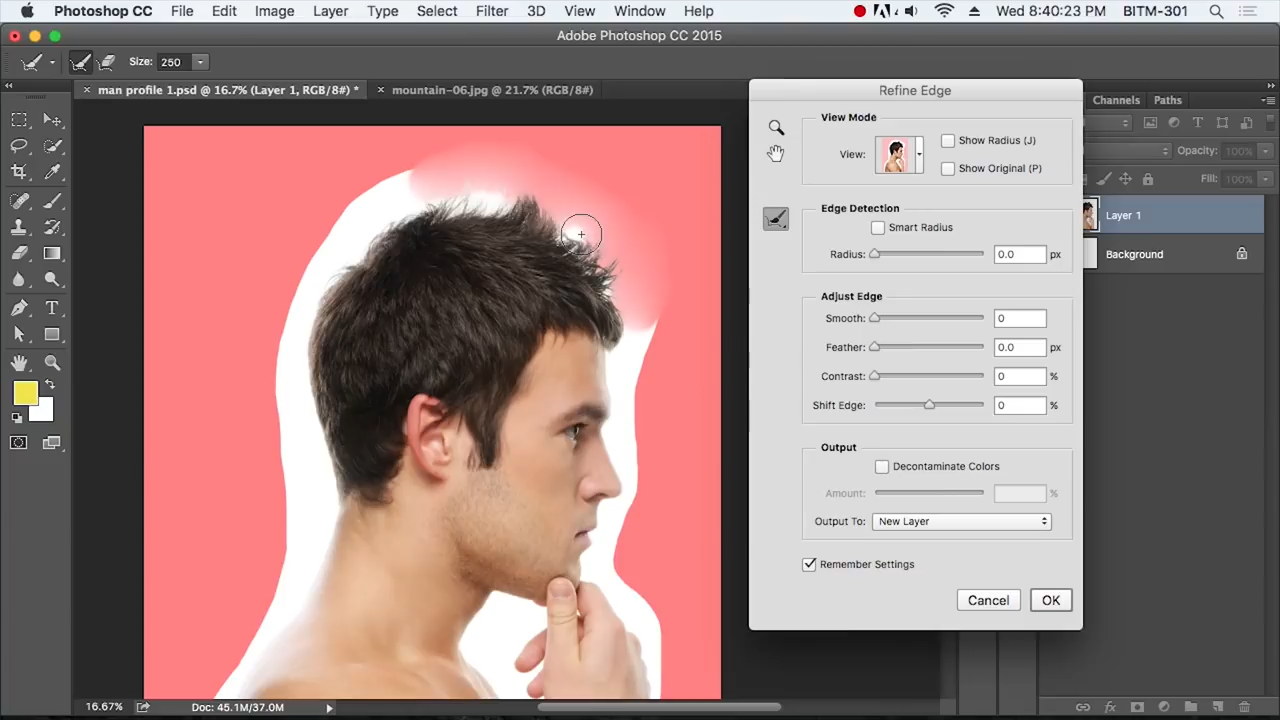 Photoshop CC File Edit Image Layer Type Select Filter 3D View Window Help Wed 8:40:23 PM BITM-301
Adobe Photoshop CC 2015
Size: 250
man profile 1.psd @ 16.7% (Layer 1, RGB/8#) * mountain-06.jpg @ 21.7% (RGB/8#)
Refine Edge
Channels Paths
View Mode
View:
Show Radius (J)
Show Original (P)
Opacity: 100%
Fill: 100%
Edge Detection
Smart Radius
Radius: 0.0 px
Layer 1
Background
Adjust Edge
Smooth: 0
Feather: 0.0 px
Contrast: 0 %
Shift Edge: 0 %
Output
Decontaminate Colors
Amount: %
Output To: New Layer
Remember Settings
Cancel OK
16.67% Doc: 45.1M/37.0M